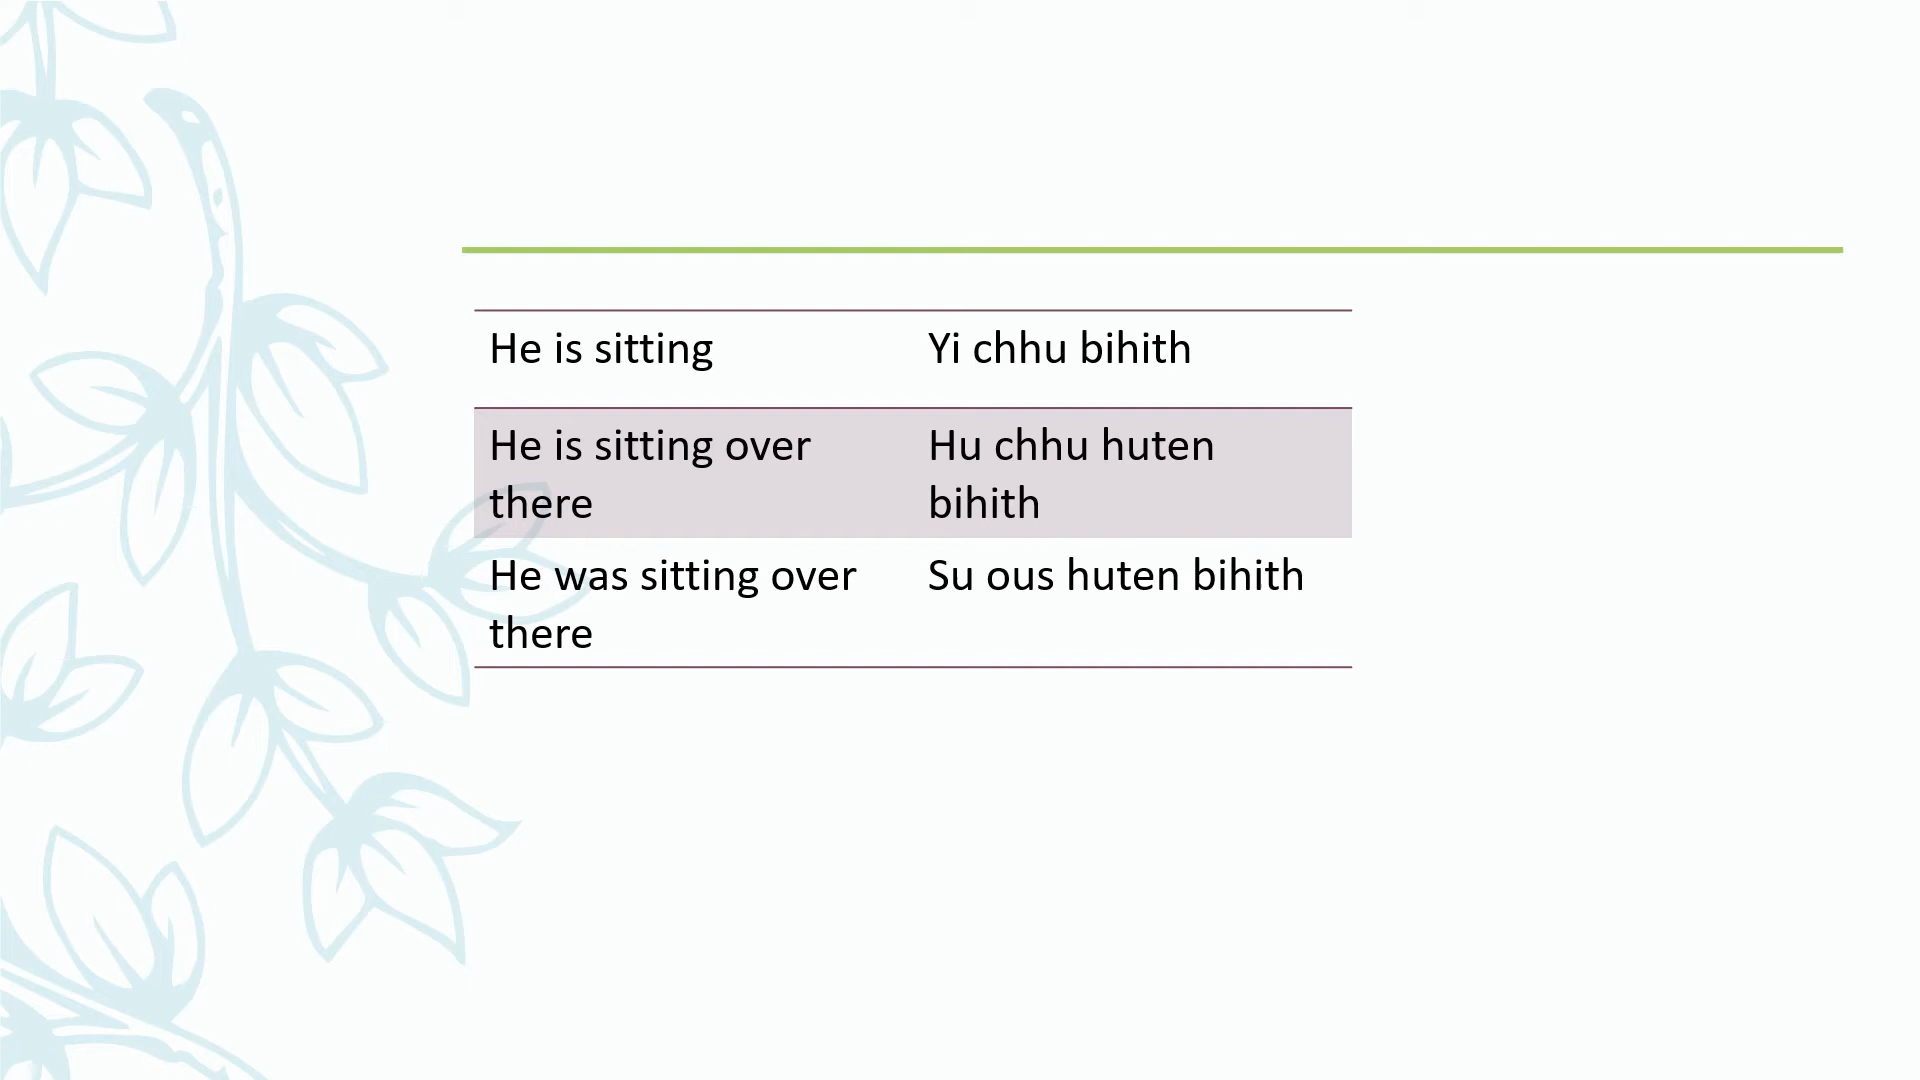 He is sitting
Yi chhu bihith
He is sitting over
there
Hu chhu huten
bihith
He was sitting over
there
Su ous huten bihith